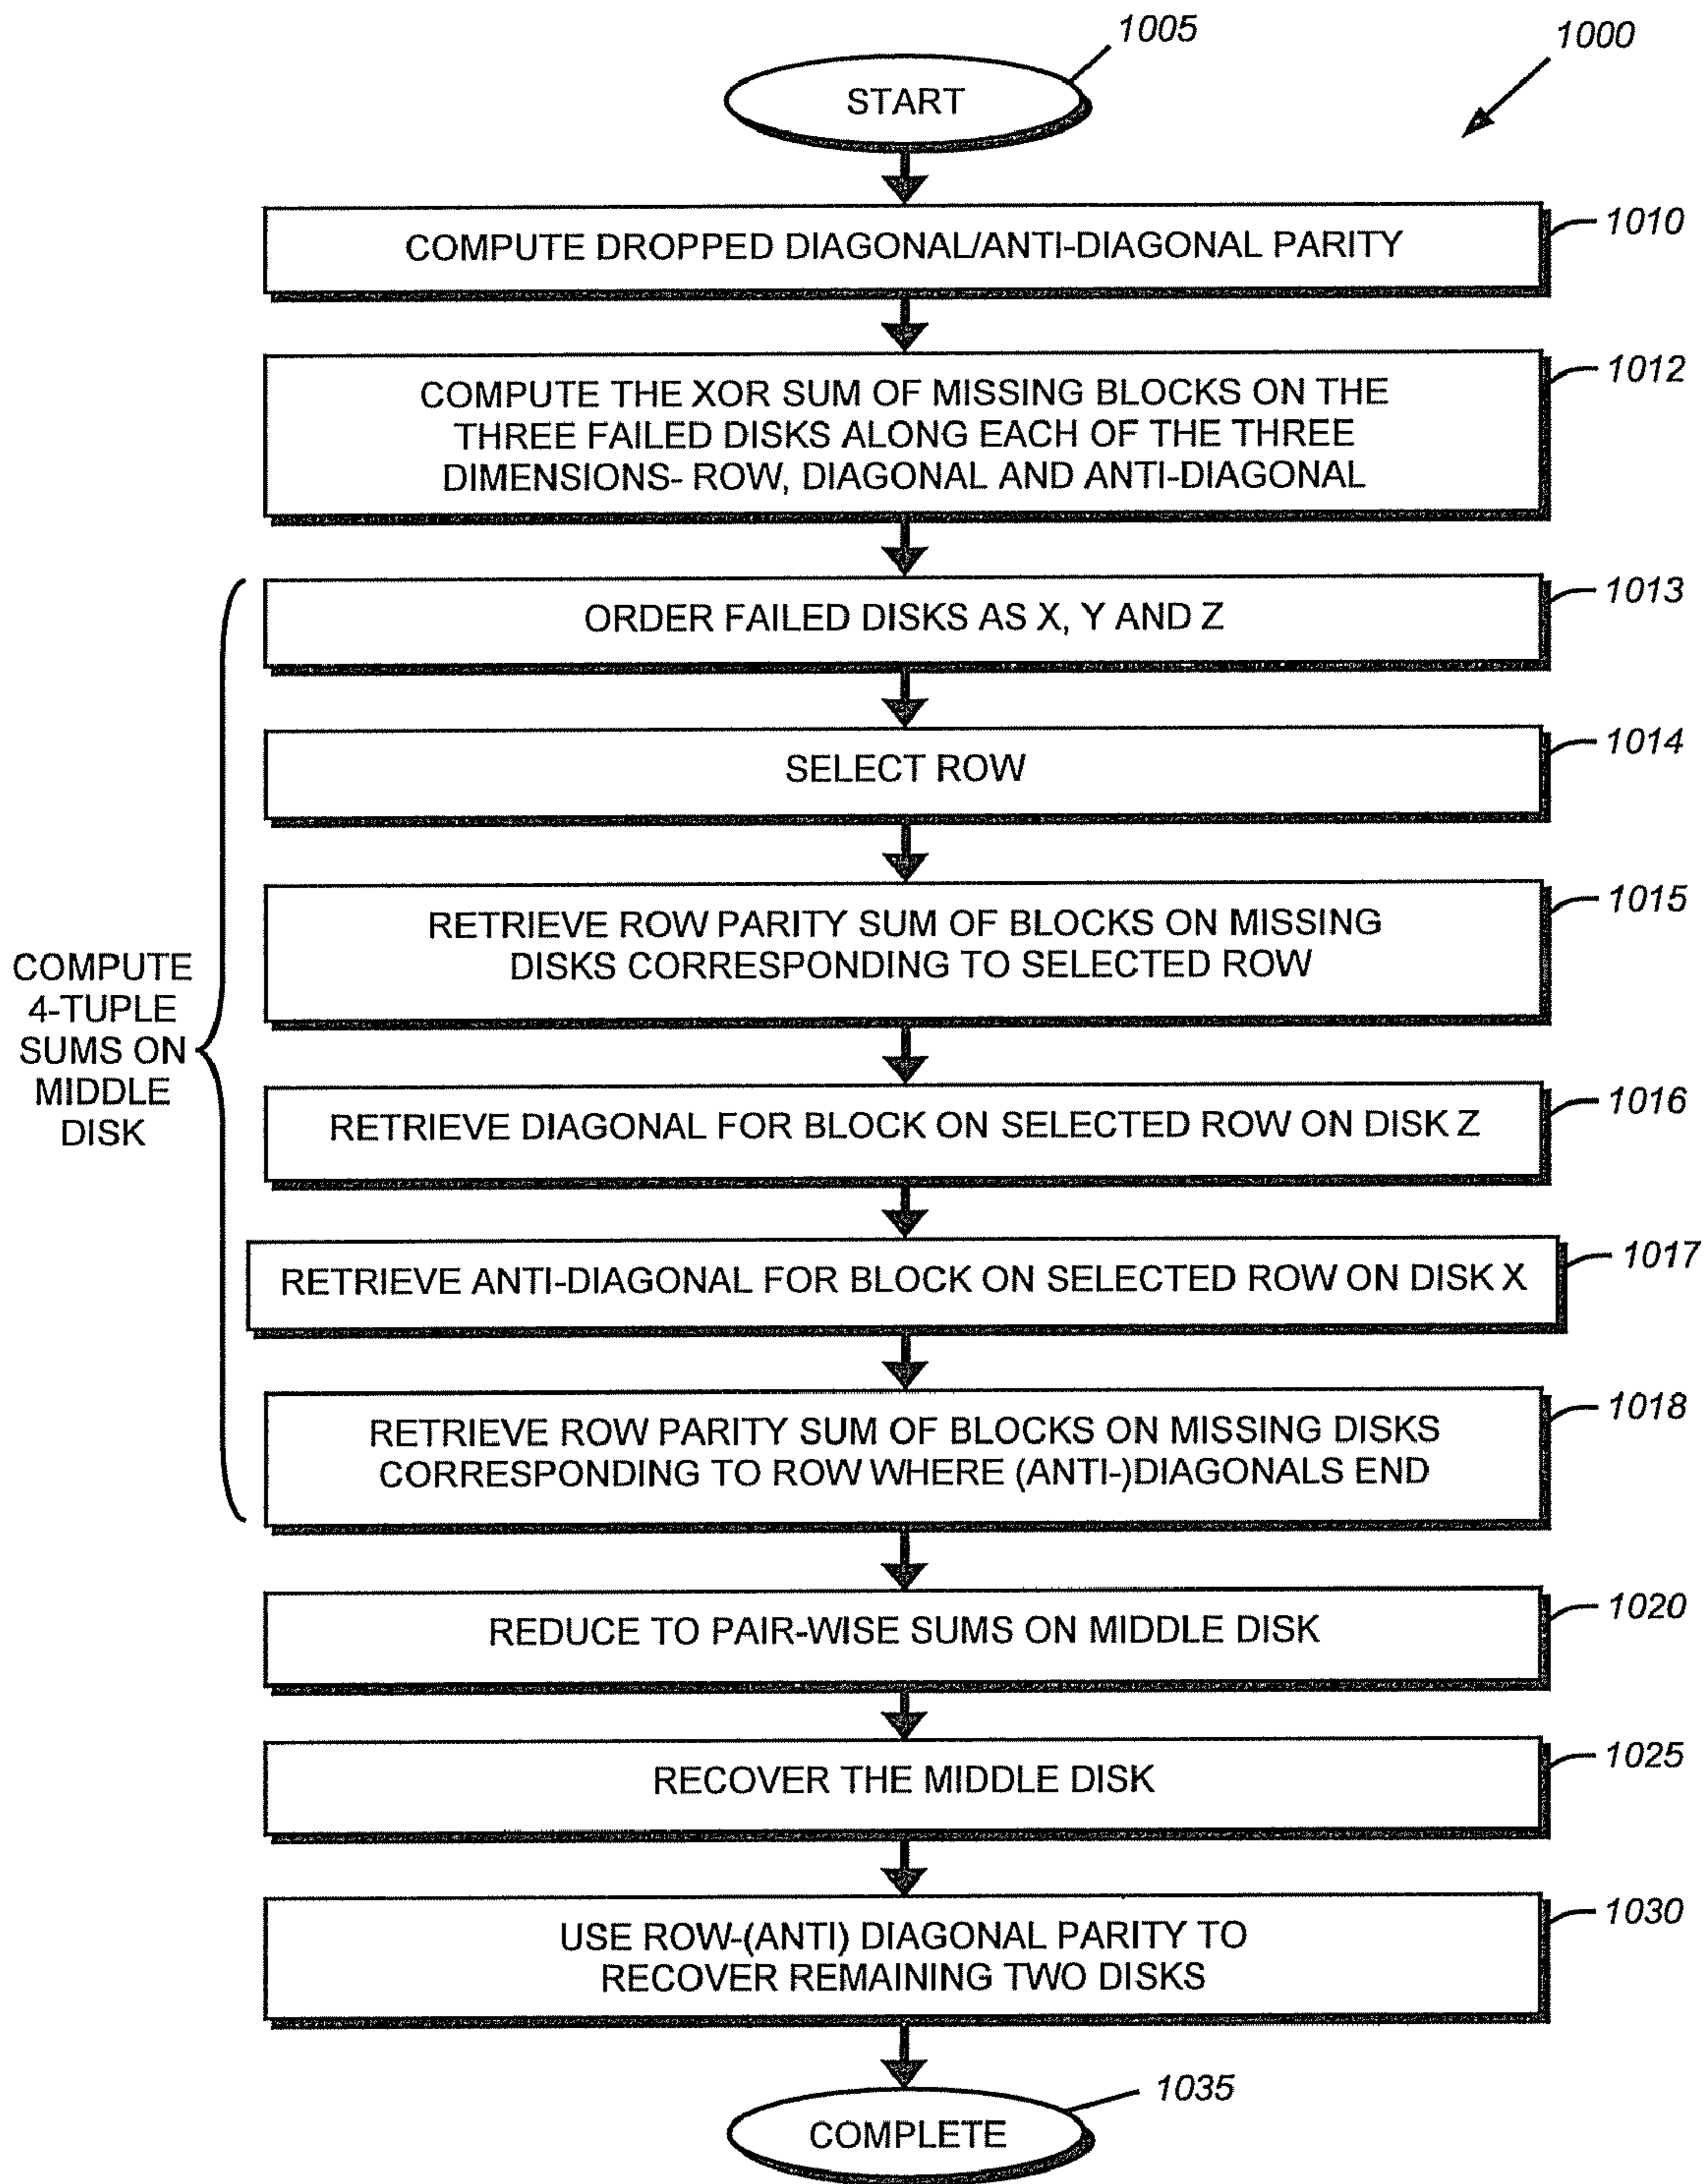 1005
1000
START
1010
COMPUTE DROPPED DIAGONAL/ANTI-DIAGONAL PARITY
1012
COMPUTE THE XOR SUM OF MISSING BLOCKS ON THE
THREE FAILED DISKS ALONG EACH OF THE THREE
DIMENSIONS- ROW, DIAGONAL AND ANTI-DIAGONAL
1013
ORDER FAILED DISKS AS X, Y AND Z
1014
SELECT ROW
1015
RETRIEVE ROW PARITY SUM OF BLOCKS ON MISSING
DISKS CORRESPONDING TO SELECTED ROW
COMPUTE
4-TUPLE
SUMS ON
MIDDLE
DISK
1016
RETRIEVE DIAGONAL FOR BLOCK ON SELECTED ROW ON DISK Z
1017
RETRIEVE ANTI-DIAGONAL FOR BLOCK ON SELECTED ROW ON DISK X
1018
RETRIEVE ROW PARITY SUM OF BLOCKS ON MISSING DISKS
CORRESPONDING TO ROW WHERE (ANTI-)DIAGONALS END
1020
REDUCE TO PAIR-WISE SUMS ON MIDDLE DISK
1025
RECOVER THE MIDDLE DISK
1030
USE ROW-(ANTI) DIAGONAL PARITY TO
RECOVER REMAINING TWO DISKS
1035
COMPLETE